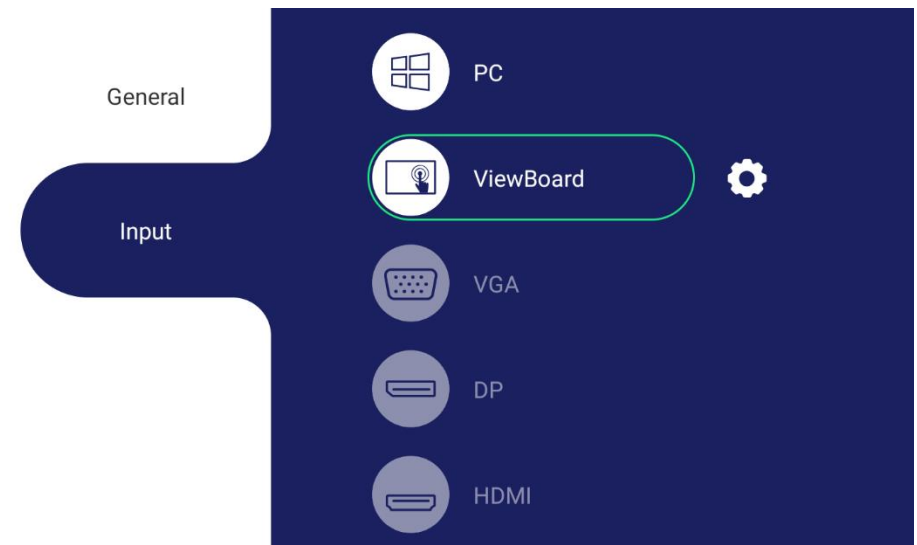 General
Input
PC
ViewBoard
VGA
DP
HDMI